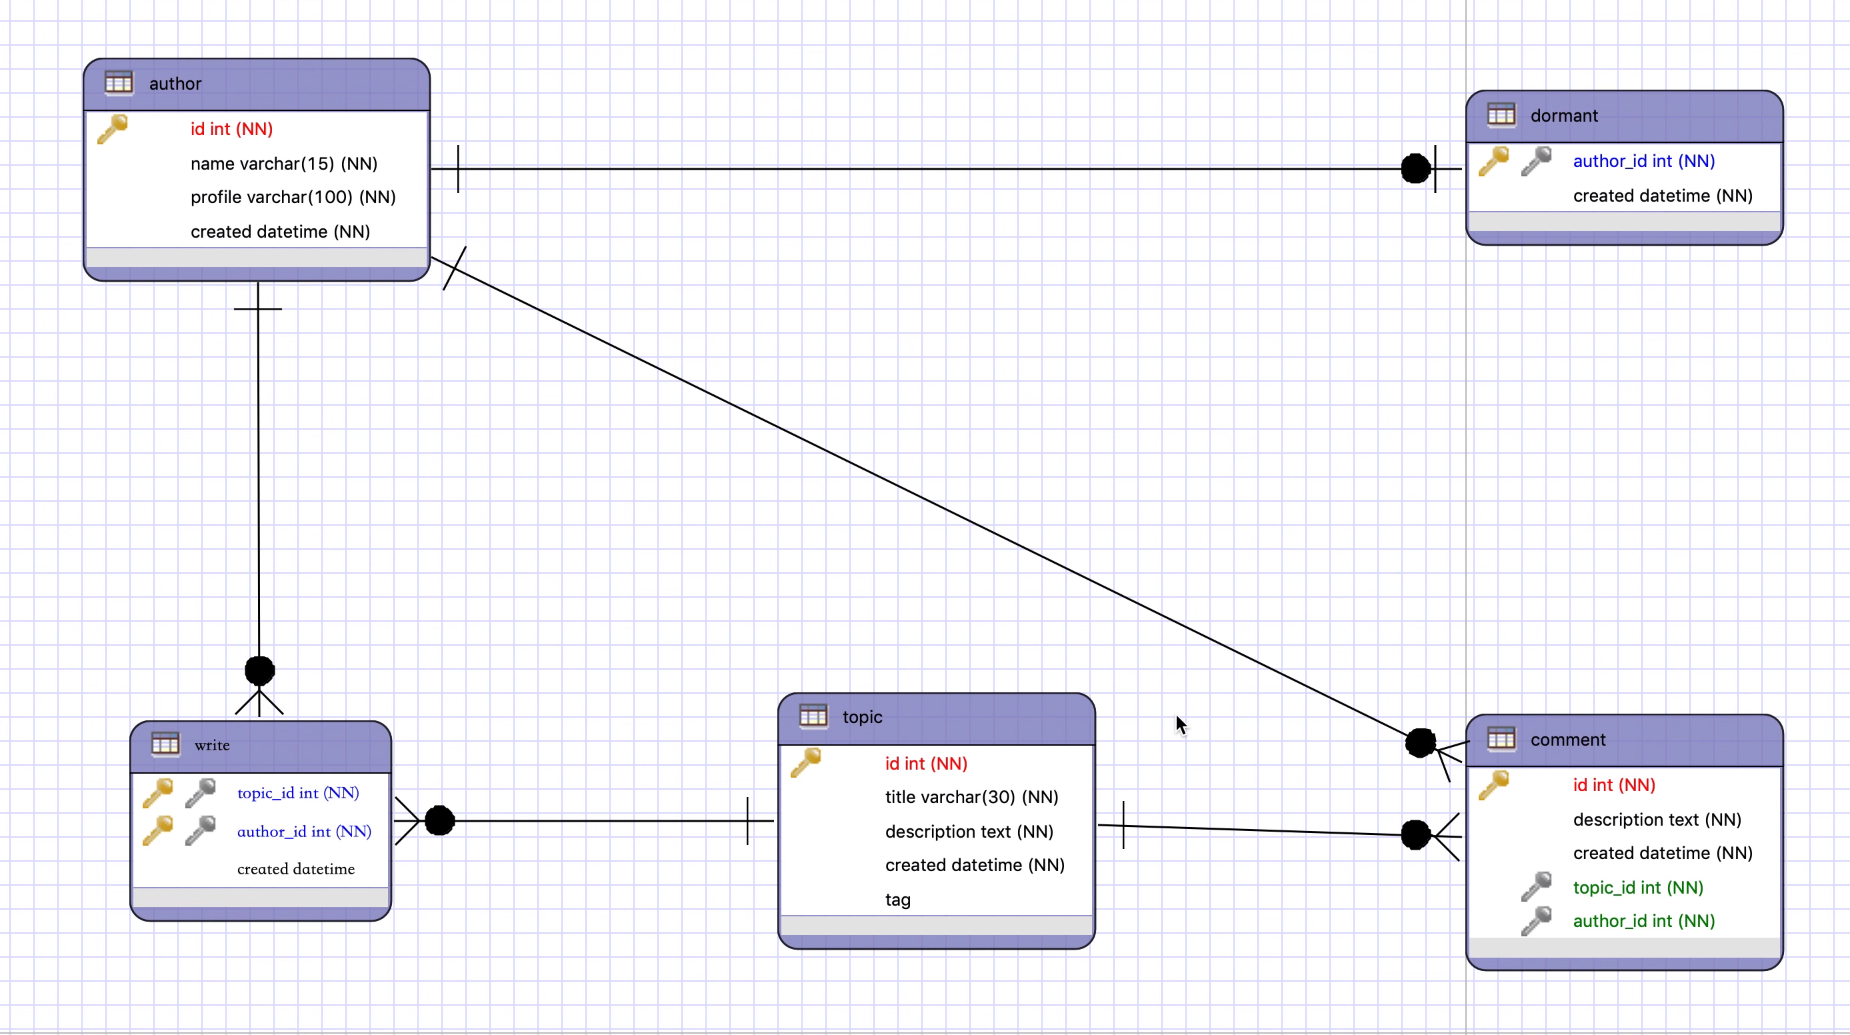 author
id int (NN)
name varchar(15) (NN)
profile varchar(100) (NN)
created datetime (NN)
dormant
author_id int (NN)
created datetime (NN)
write
topic_id int (NN)
author_id int (NN)
created datetime
topic
id int (NN)
title varchar(30) (NN)
description text (NN)
created datetime (NN)
tag
comment
id int (NN)
description text (NN)
created datetime (NN)
topic_id int (NN)
author_id int (NN)